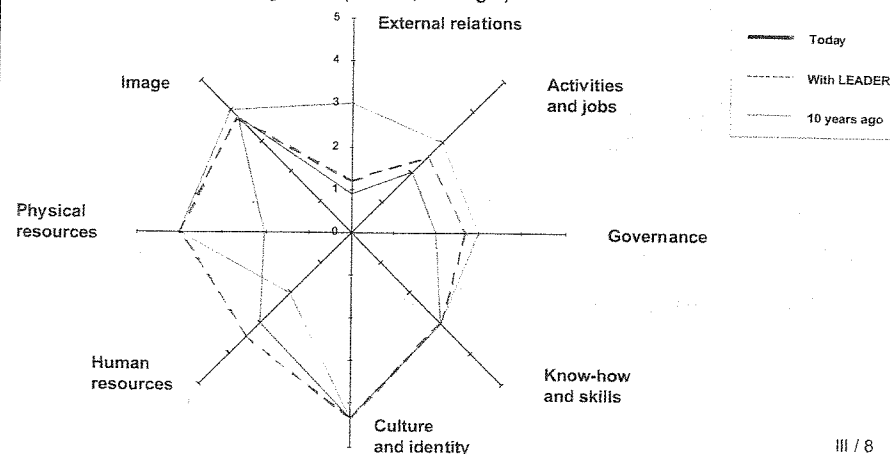 5
External relations
4
3
2
1
0
Image
Activities
and jobs
Today
With LEADER
10 years ago
Physical
resources
Governance
Human
resources
Know-how
and skills
Culture
and identity
III / 8